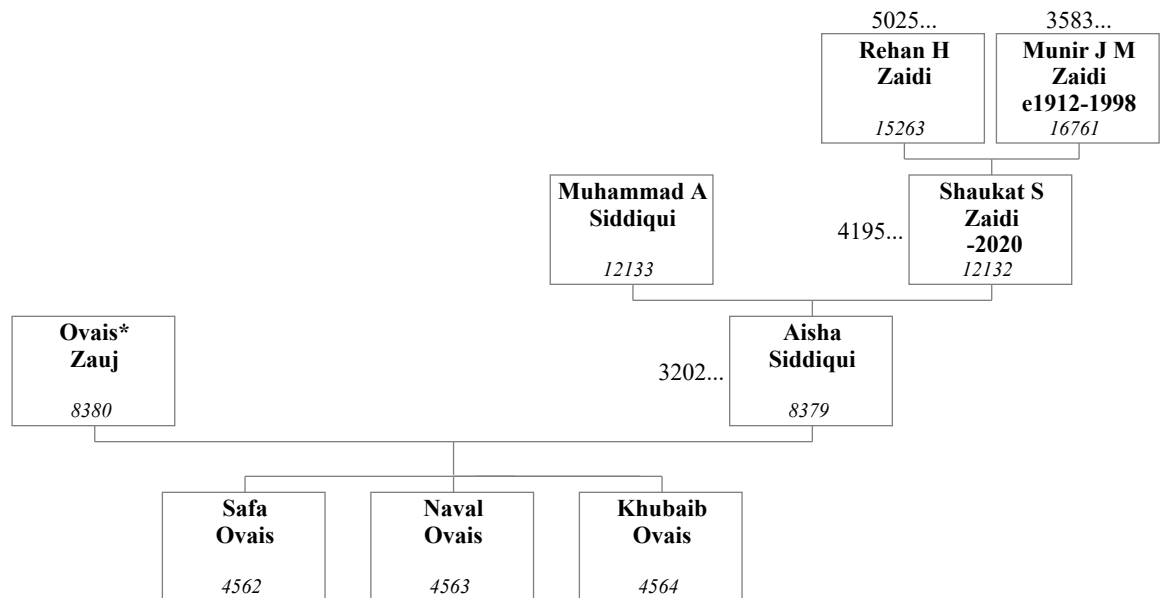 5025...
3583...
Rehan H
Zaidi
15263
Munir J M
Zaidi
e1912-1998
16761
Muhammad A
Siddiqui
12133
4195...
Shaukat S
Zaidi
-2020
12132
Ovais*
Zauj
8380
3202...
Aisha
Siddiqui
8379
Safa
Ovais
4562
Naval
Ovais
4563
Khubaib
Ovais
4564